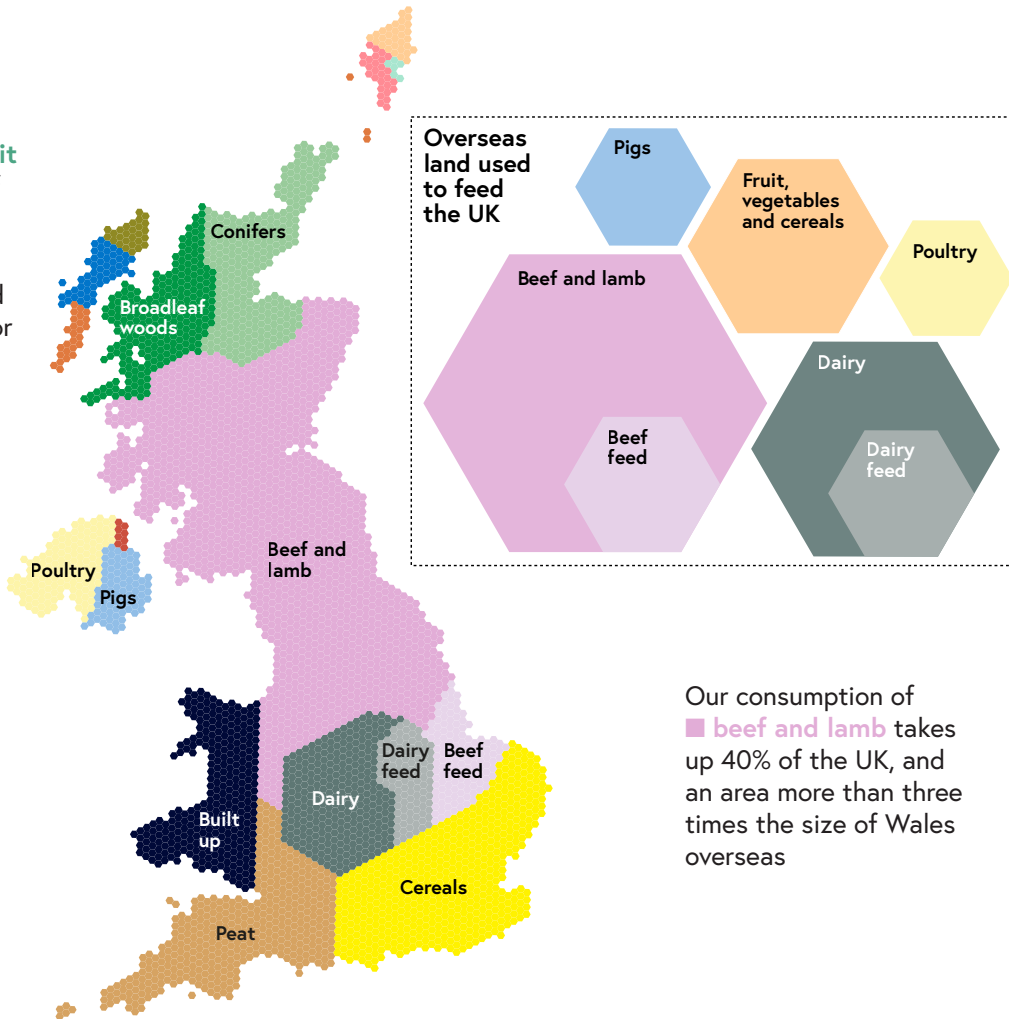 it
d
or
Overseas
land used
to feed
the UK
Pigs
Fruit,
vegetables
and cereals
Poultry
Beef and lamb
Beef
feed
Dairy
Dairy
feed
Conifers
Broadleaf
woods
Beef and
lamb
Poultry
Pigs
Dairy
feed
Beef
feed
Dairy
Built
up
Cereals
Peat
Our consumption of
beef and lamb takes
up 40% of the UK, and
an area more than three
times the size of Wales
overseas